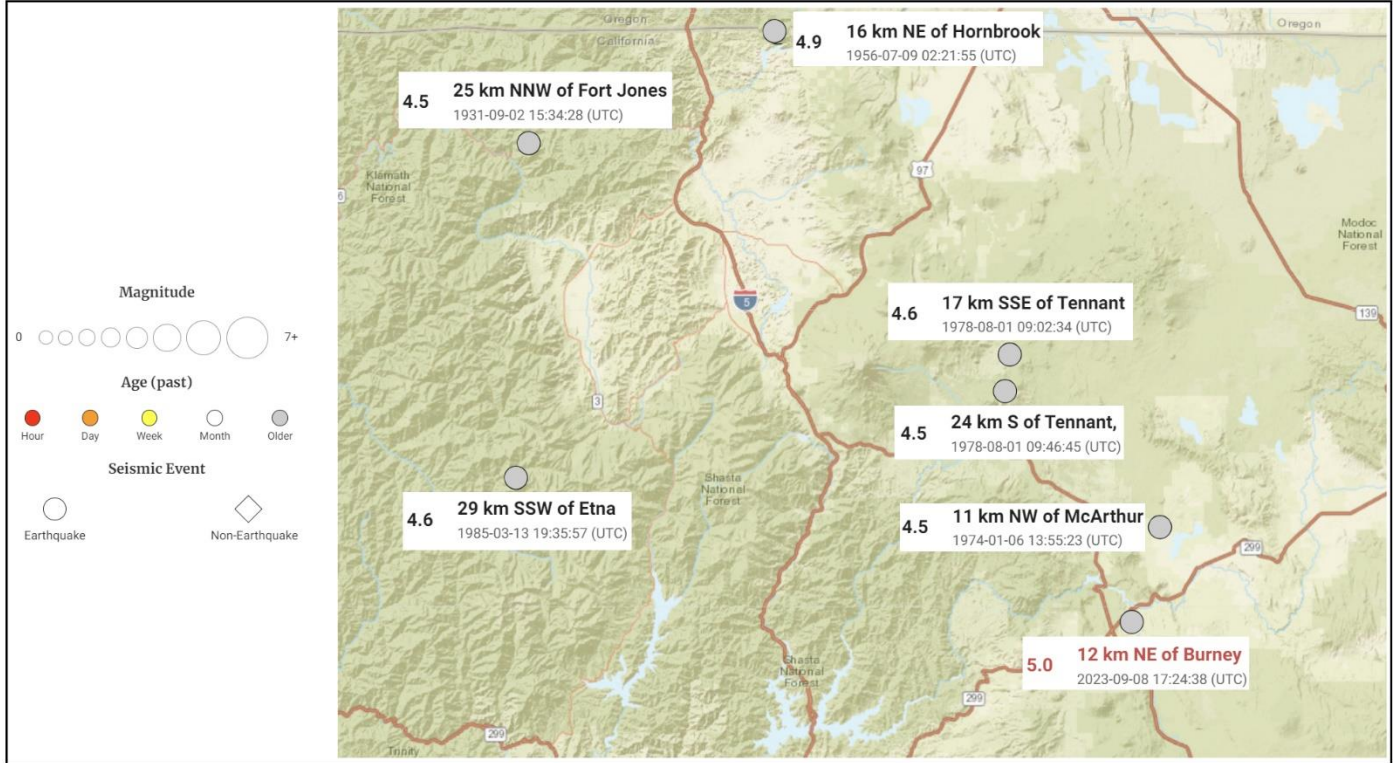 Magnitude
0
7+
Age (past)
Hour
Day
Week
Month
Older
Seismic Event
Earthquake
Non-Earthquake
Oregon
California
Oregon
4.9 16 km NE of Hornbrook
1956-07-09 02:21:55 (UTC)
4.5 25 km NNW of Fort Jones
1931-09-02 15:34:28 (UTC)
Klamath
National
Forest
97
6
Modoc
National
Forest
5
4.6 17 km SSE of Tennant
1978-08-01 09:02:34 (UTC)
139
3
4.5 24 km S of Tennant,
1978-08-01 09:46:45 (UTC)
Shasta
National
Forest
4.6 29 km SSW of Etna
1985-03-13 19:35:57 (UTC)
4.5 11 km NW of McArthur
1974-01-06 13:55:23 (UTC)
299
5.0 12 km NE of Burney
2023-09-08 17:24:38 (UTC)
Shasta
National
Forest
299
299
Trinity